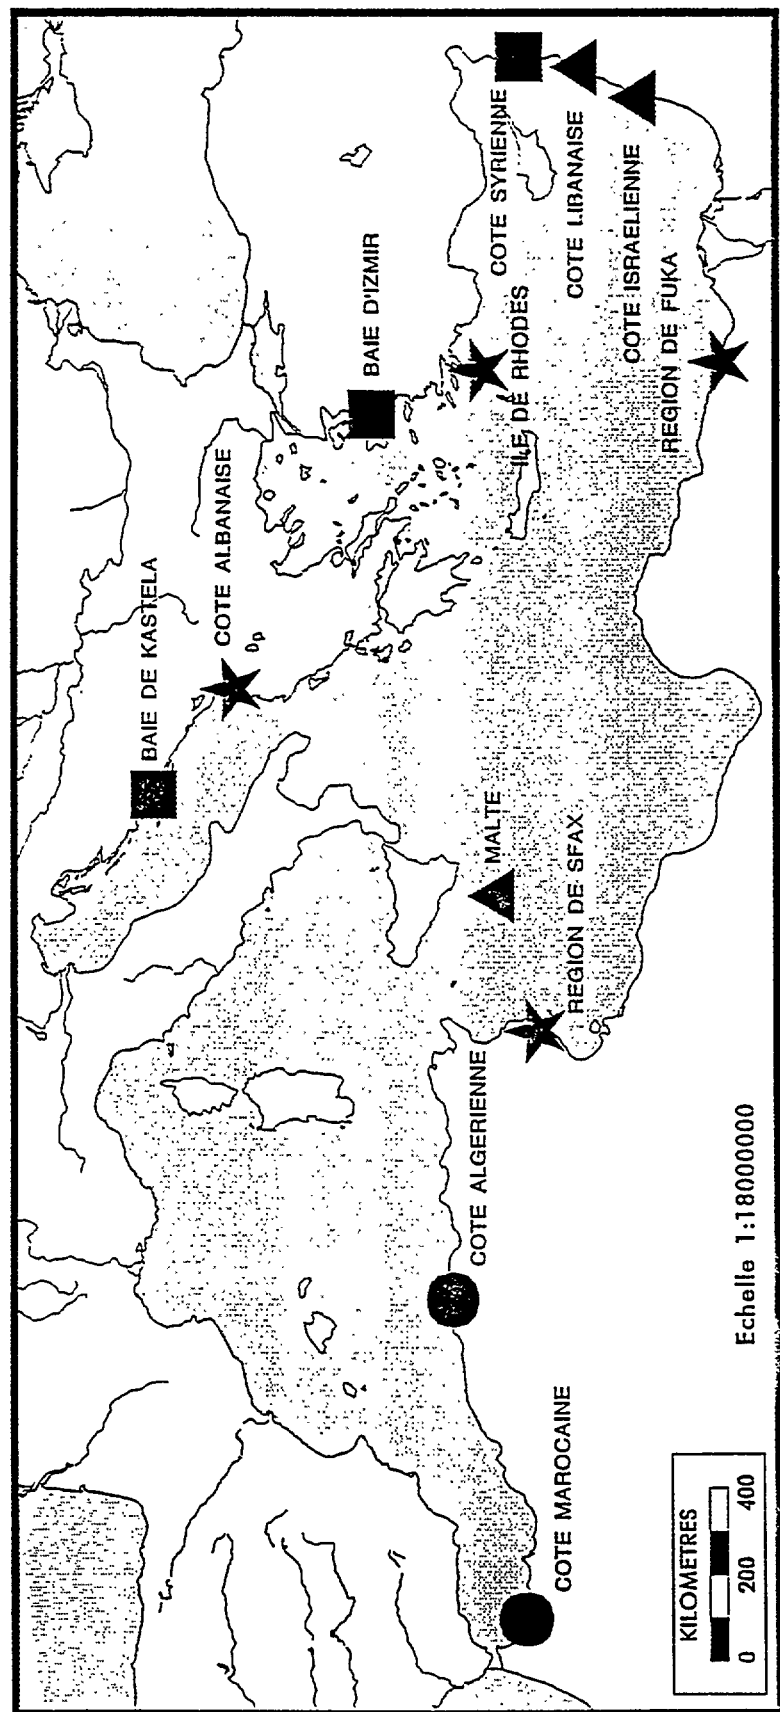 BAIE DE KASTELA
COTE ALBANAISE
BAIE D'IZMIR
COTE SYRIENNE
COTE LIBANAISE
COTE ISRAELIENNE
ILE DE RHODES
REGION DE FUKA
MALTE
REGION DE SFAX
COTE ALGERIENNE
COTE MAROCAINE
Echelle 1:18000000
KILOMETRES
0 200 400